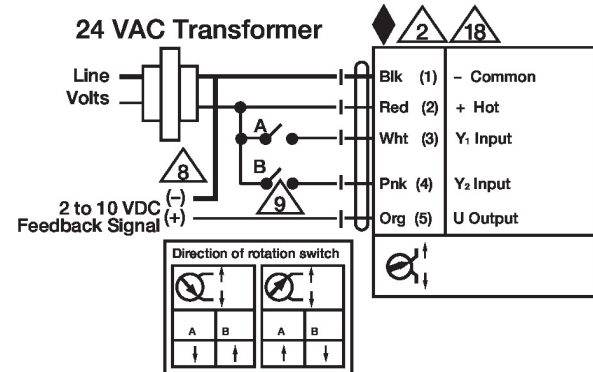 24 VAC Transformer
2
18
Line
Volts
Blk (1) – Common
Red (2) + Hot
A
Wht (3) Y₁ Input
B
Pnk (4) Y₂ Input
8
9
(–)
2 to 10 VDC
(+)
Feedback Signal
Org (5) U Output
Direction of rotation switch
A B A B